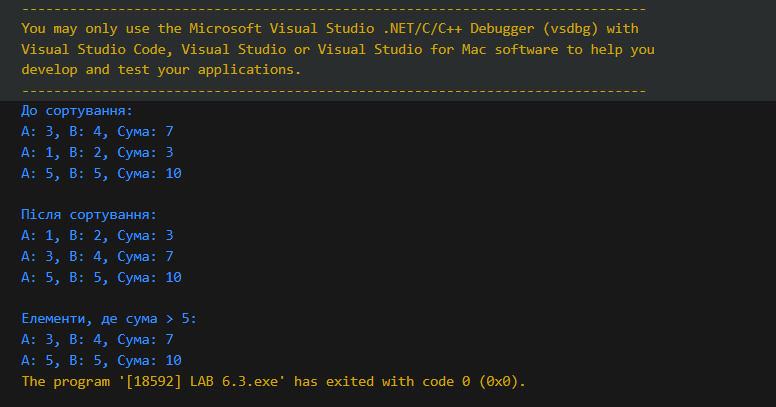 ------------------------------------------------------------------------------
You may only use the Microsoft Visual Studio .NET/C/C++ Debugger (vsdbg) with
Visual Studio Code, Visual Studio or Visual Studio for Mac software to help you
develop and test your applications.
------------------------------------------------------------------------------
До сортування:
A: 3, B: 4, Сума: 7
A: 1, B: 2, Сума: 3
A: 5, B: 5, Сума: 10

Після сортування:
A: 1, B: 2, Сума: 3
A: 3, B: 4, Сума: 7
A: 5, B: 5, Сума: 10

Елементи, де сума > 5:
A: 3, B: 4, Сума: 7
A: 5, B: 5, Сума: 10
The program '[18592] LAB 6.3.exe' has exited with code 0 (0x0).